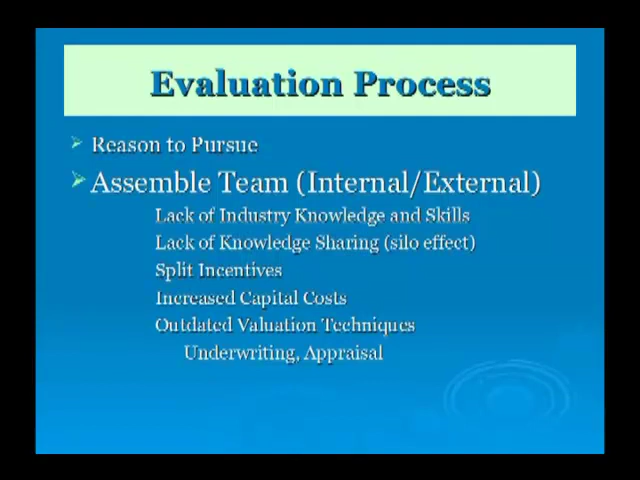 Evaluation Process
Reason to Pursue
Assemble Team (Internal/External)
Lack of Industry Knowledge and Skills
Lack of Knowledge Sharing (silo effect)
Split Incentives
Increased Capital Costs
Outdated Valuation Techniques
Underwriting, Appraisal